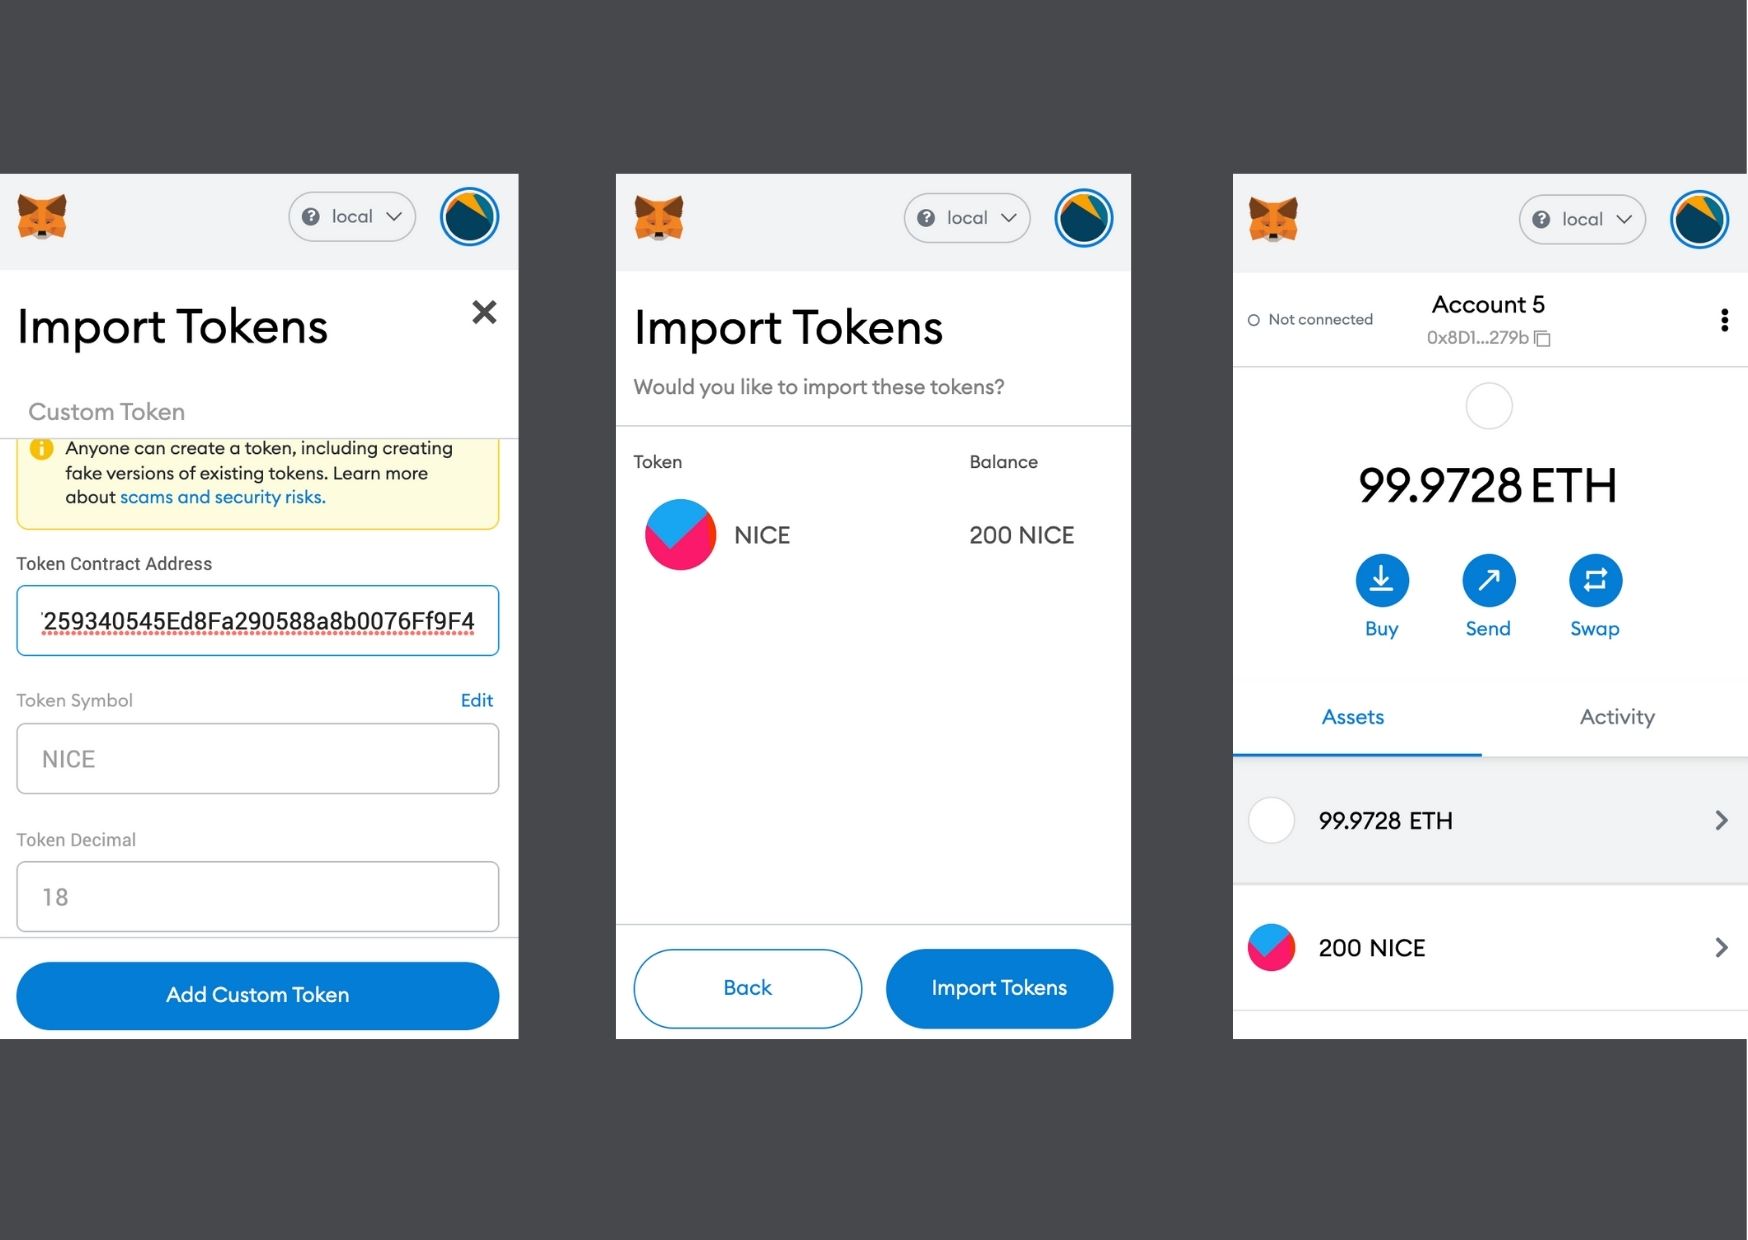 local
Import Tokens
Custom Token
Anyone can create a token, including creating
fake versions of existing tokens. Learn more
about scams and security risks.
Token Contract Address
259340545Ed8Fa290588a8b0076Ff9F4
Token Symbol
Edit
NICE
Token Decimal
18
Add Custom Token
local
Import Tokens
Would you like to import these tokens?
Token Balance
NICE 200 NICE
Back Import Tokens
local
Not connected
Account 5
0x8D1...279b
99.9728 ETH
Buy Send Swap
Assets Activity
99.9728 ETH
200 NICE